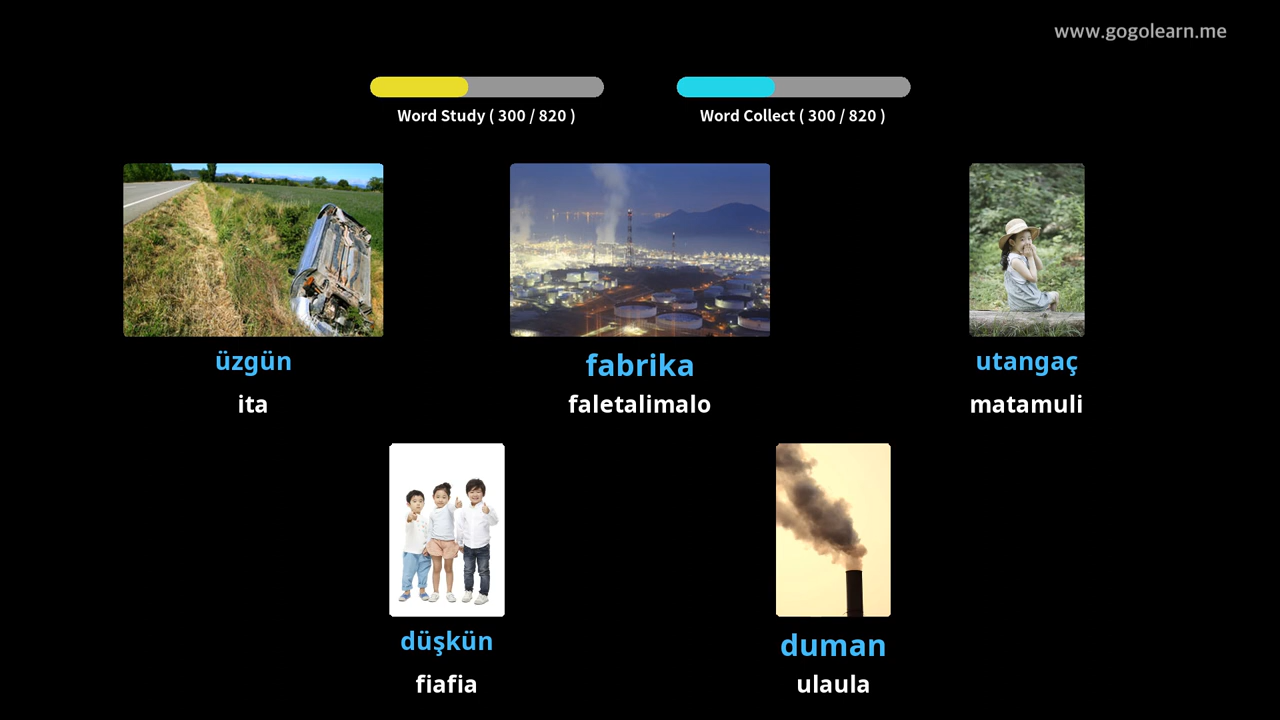 www.gogolearn.me
Word Study ( 300 / 820 )
Word Collect ( 300 / 820 )
üzgün
fabrika
utangaç
ita
faletalimalo
matamuli
düşkün
duman
fiafia
ulaula